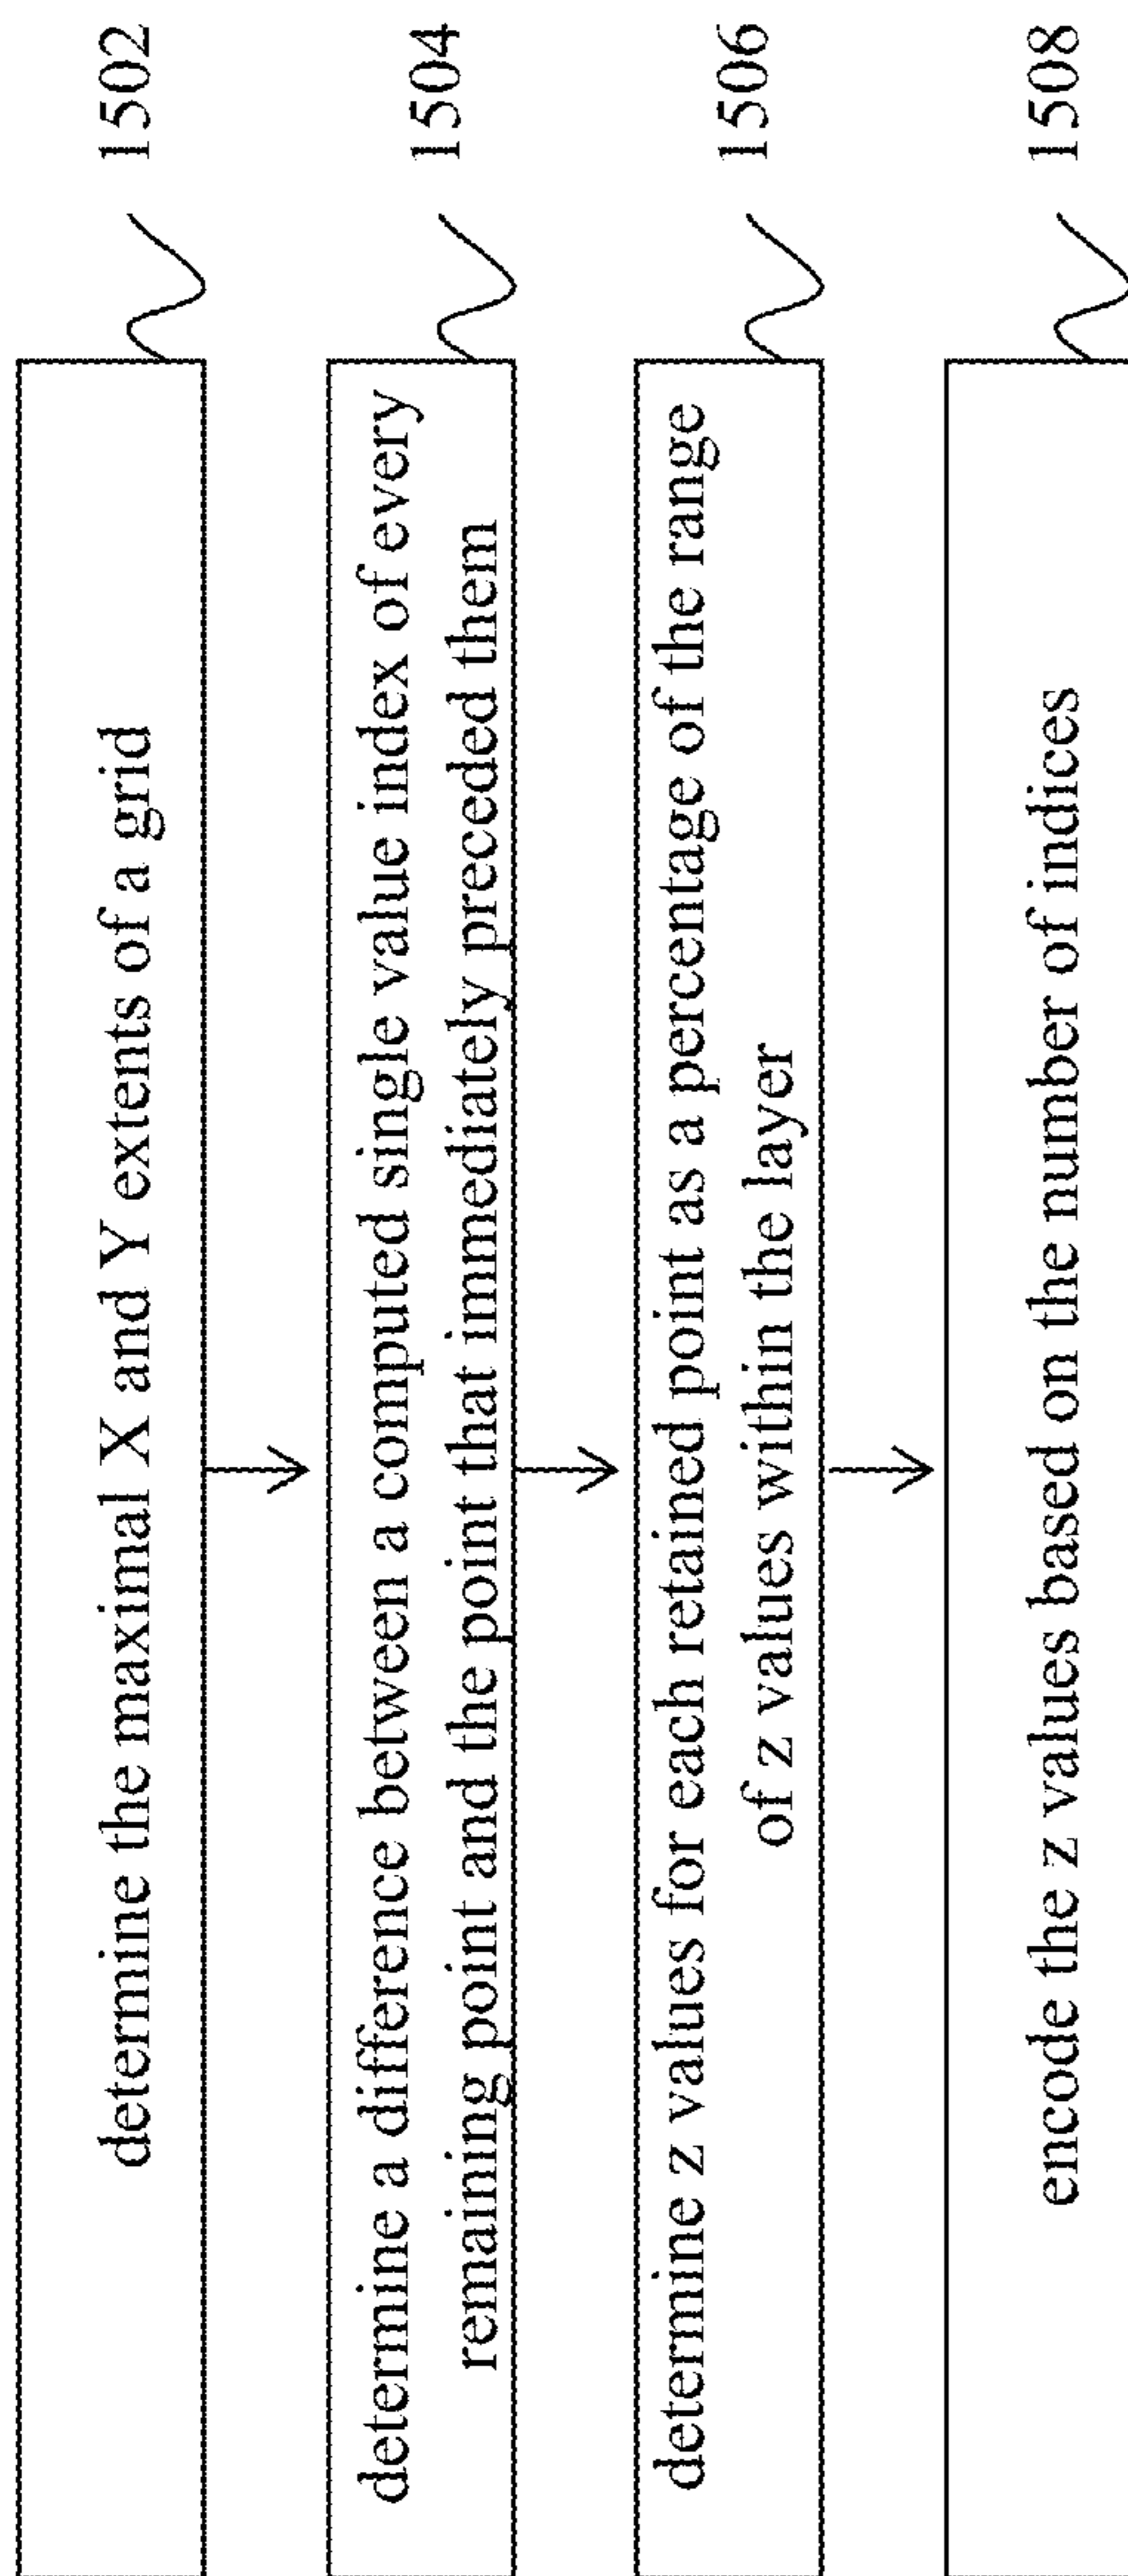 determine the maximal X and Y extents of a grid
1502
determine a difference between a computed single value index of every
remaining point and the point that immediately preceded them
1504
determine z values for each retained point as a percentage of the range
of z values within the layer
1506
encode the z values based on the number of indices
1508